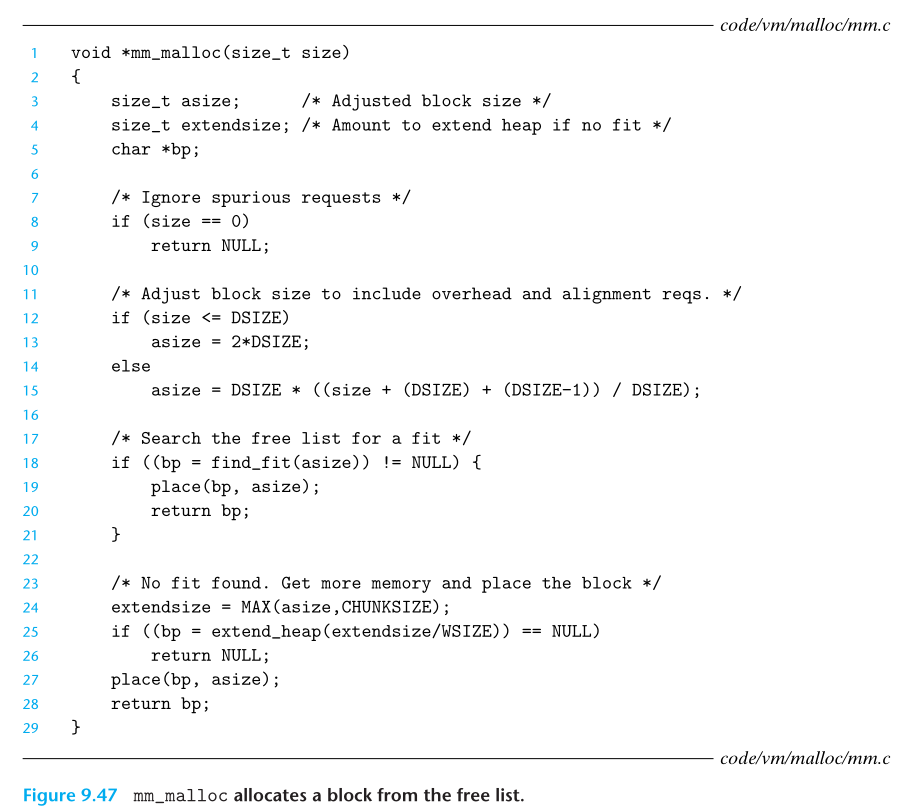 code/vm/malloc/mm.c
1 void *mm_malloc(size_t size)
2 {
3     size_t asize;      /* Adjusted block size */
4     size_t extendsize; /* Amount to extend heap if no fit */
5     char *bp;
6
7     /* Ignore spurious requests */
8     if (size == 0)
9         return NULL;
10
11     /* Adjust block size to include overhead and alignment reqs. */
12     if (size <= DSIZE)
13         asize = 2*DSIZE;
14     else
15         asize = DSIZE * ((size + (DSIZE) + (DSIZE-1)) / DSIZE);
16
17     /* Search the free list for a fit */
18     if ((bp = find_fit(asize)) != NULL) {
19         place(bp, asize);
20         return bp;
21     }
22
23     /* No fit found. Get more memory and place the block */
24     extendsize = MAX(asize,CHUNKSIZE);
25     if ((bp = extend_heap(extendsize/WSIZE)) == NULL)
26         return NULL;
27     place(bp, asize);
28     return bp;
29 }
code/vm/malloc/mm.c
Figure 9.47 mm_malloc allocates a block from the free list.